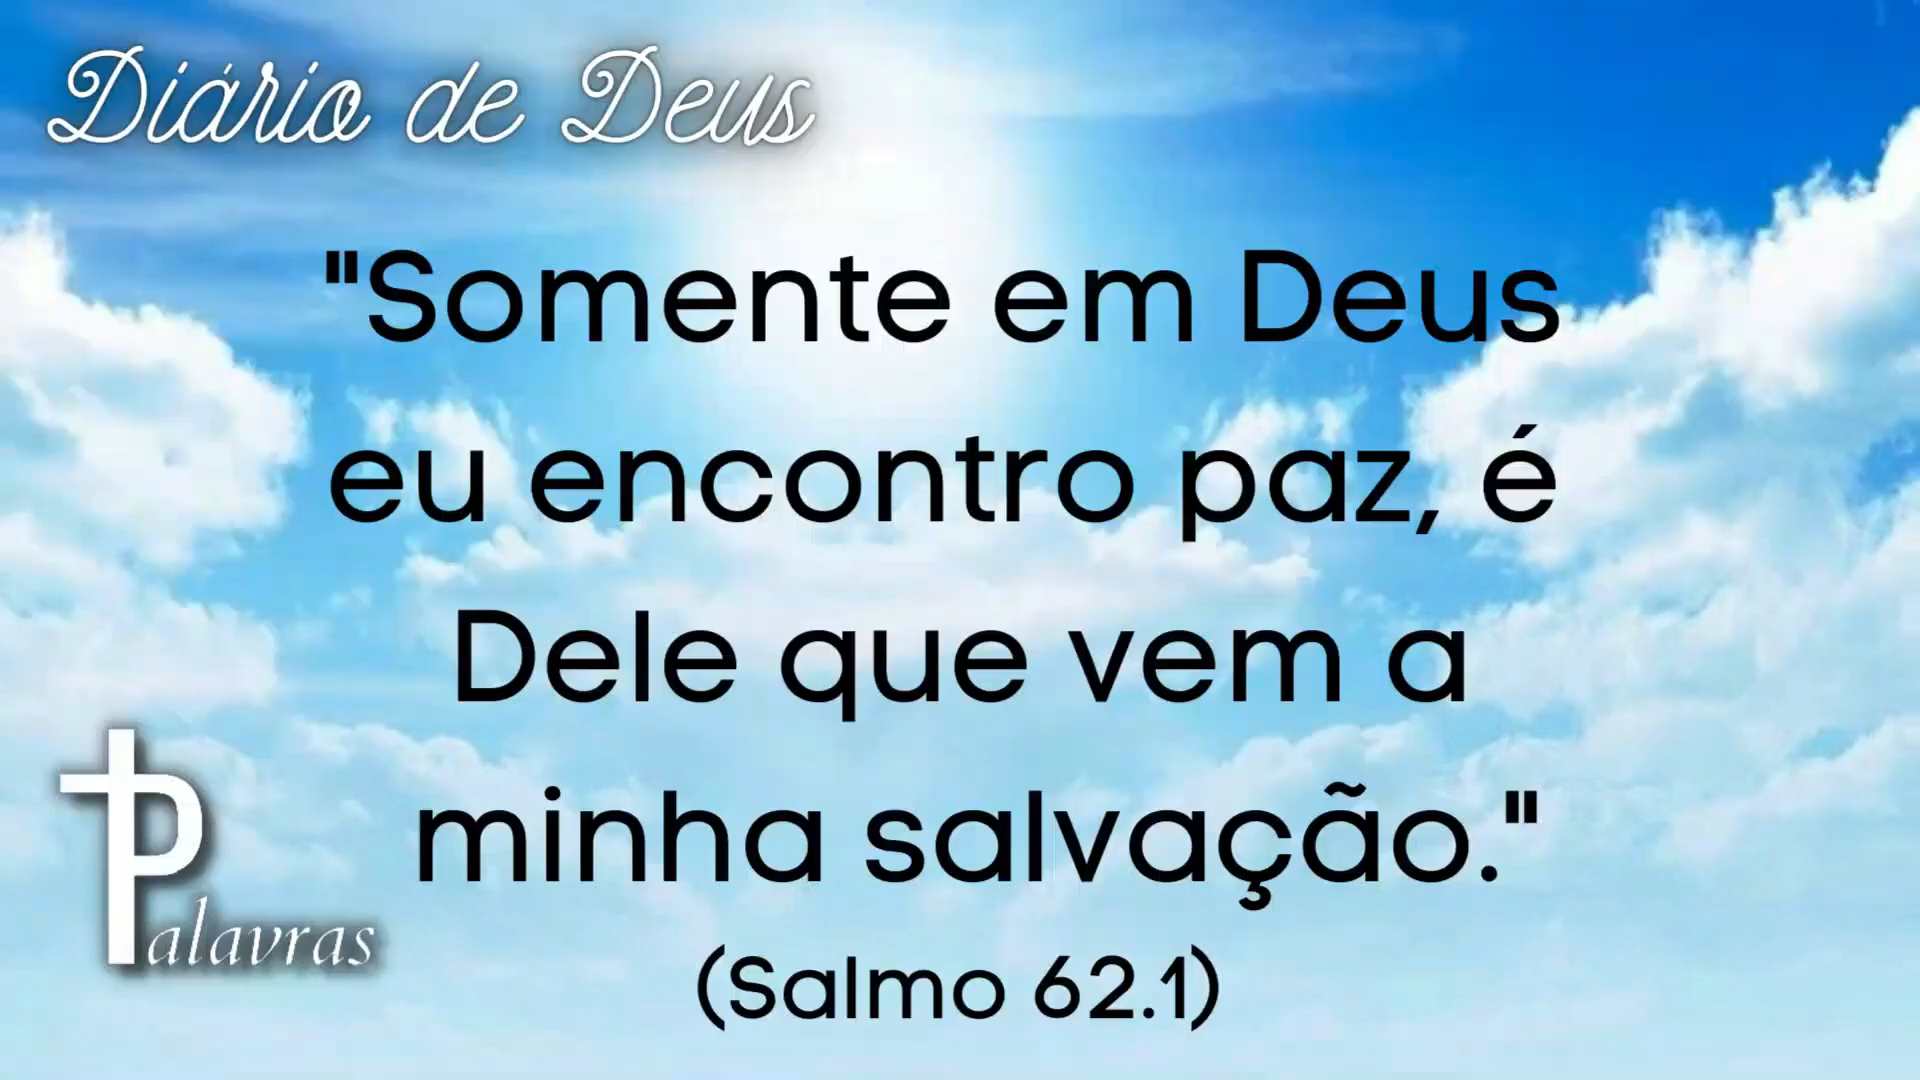 Diário de Deus
"Somente em Deus
eu encontro paz, é
Dele que vem a
minha salvação."
Palavras
(Salmo 62.1)